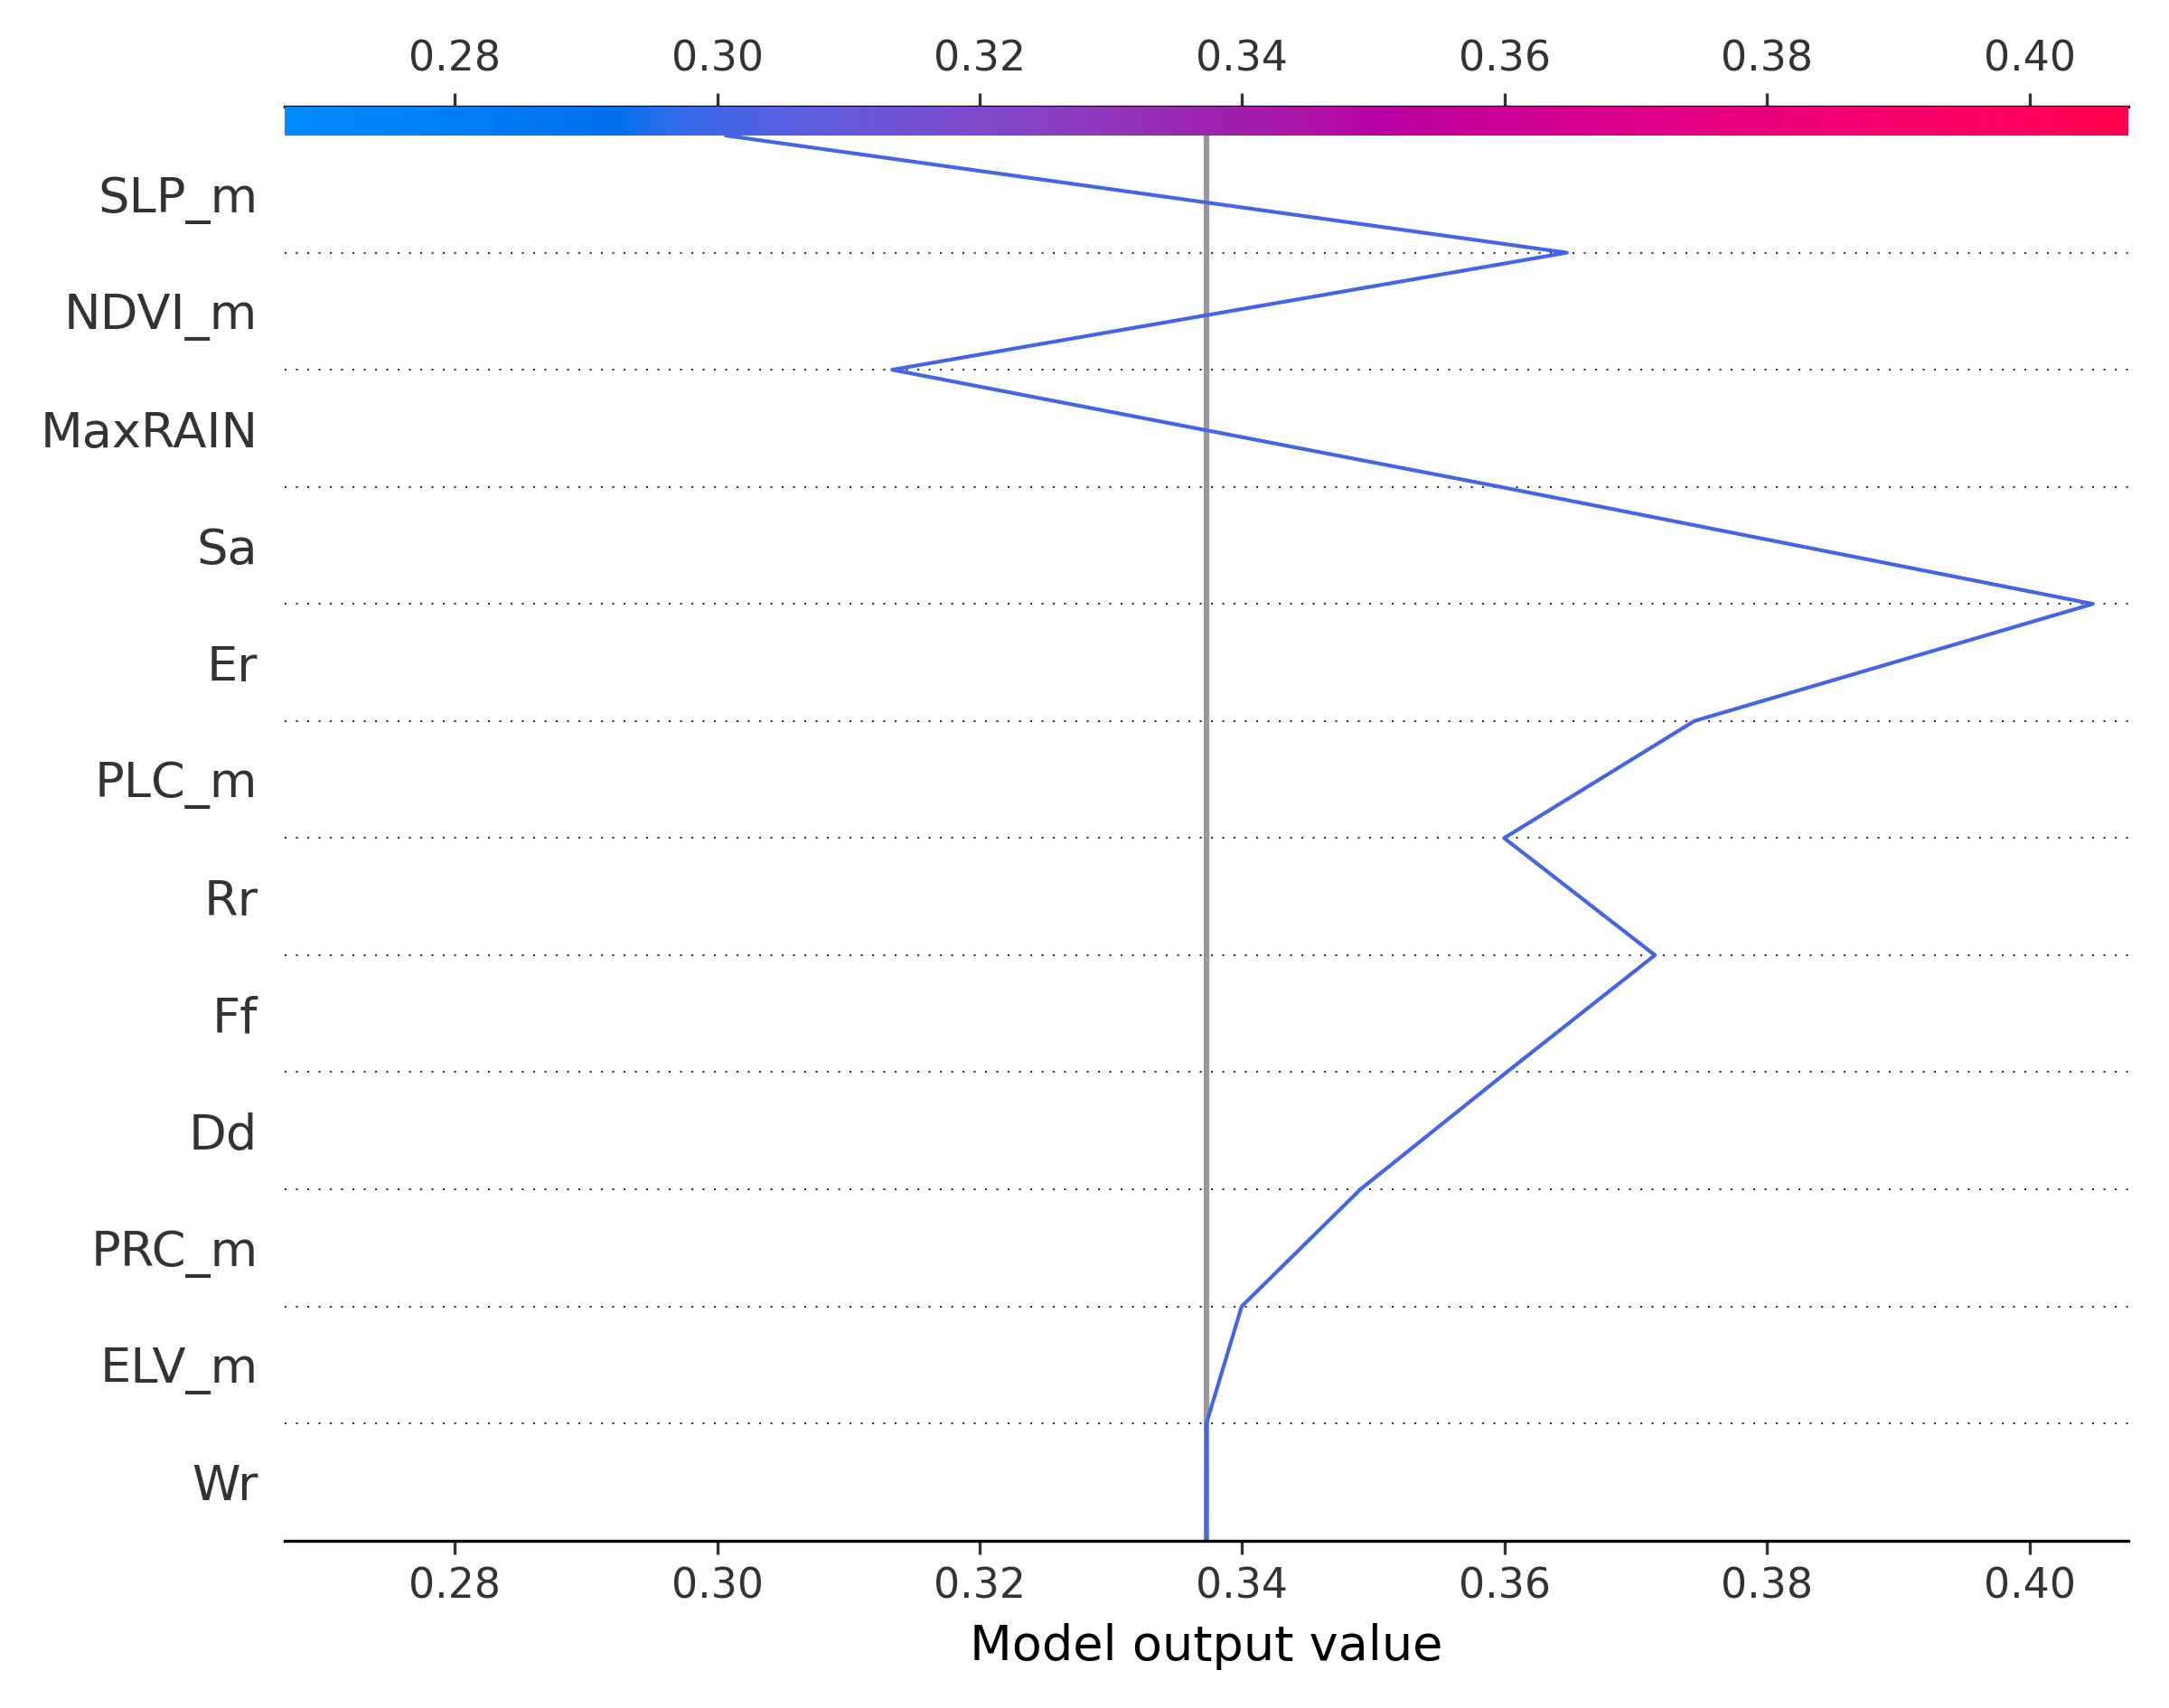 0.28 0.30 0.32 0.34 0.36 0.38 0.40
SLP_m
NDVI_m
MaxRAIN
Sa
Er
PLC_m
Rr
Ff
Dd
PRC_m
ELV_m
Wr
0.28 0.30 0.32 0.34 0.36 0.38 0.40
Model output value